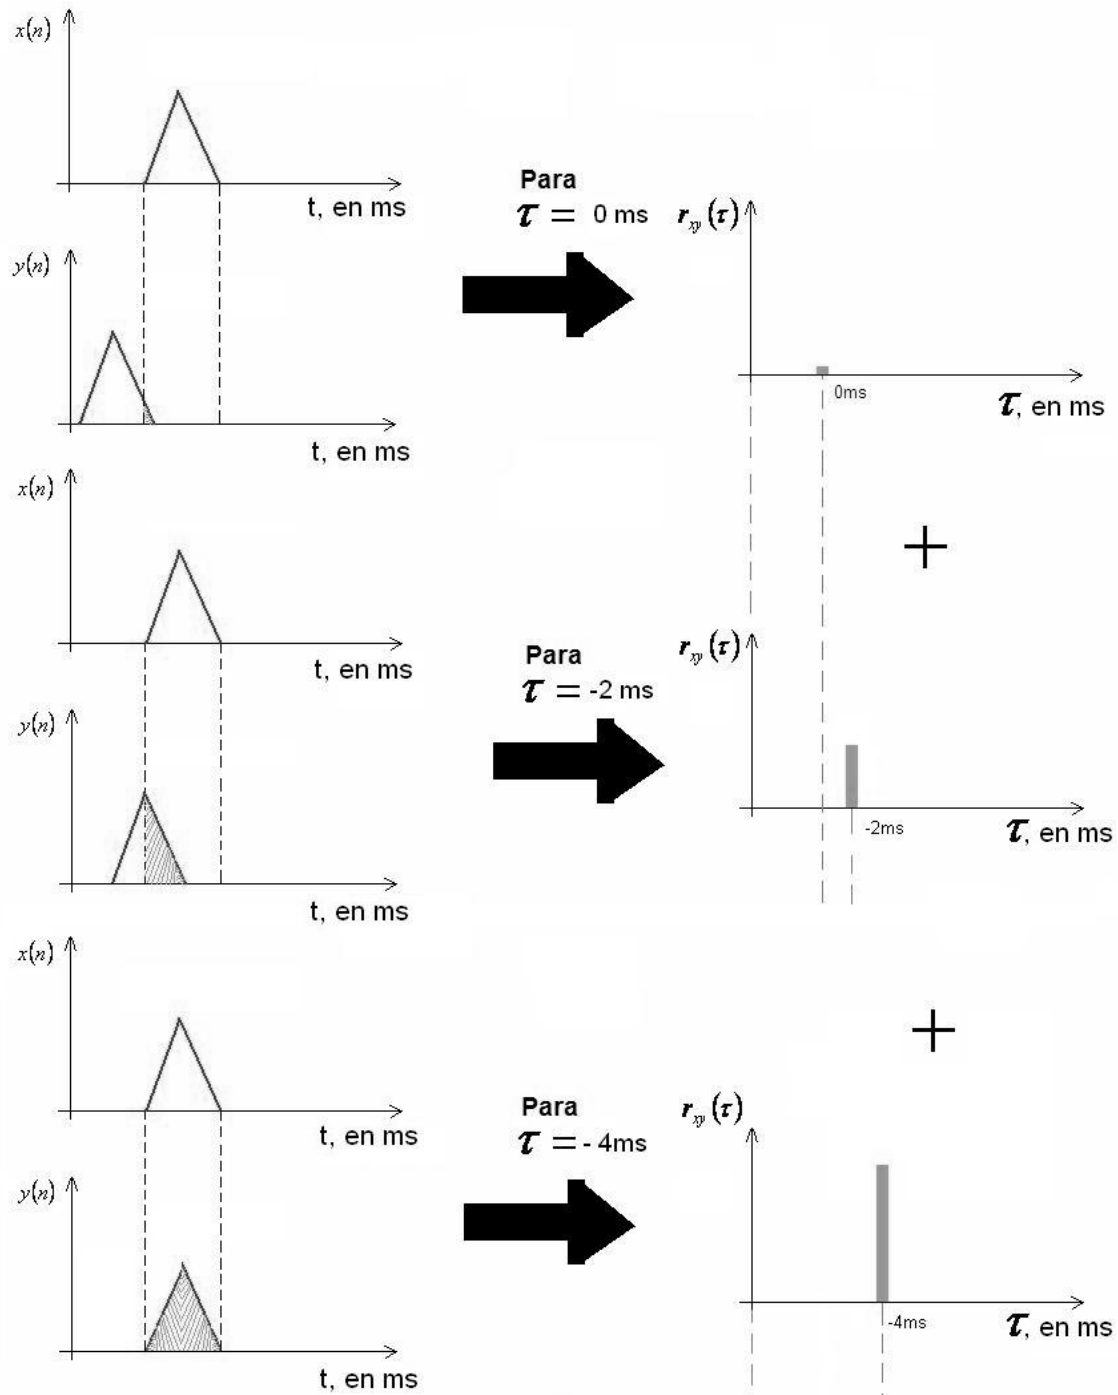 x(n)
t, en ms
Para
τ = 0 ms
r_xy(τ)
y(n)
0ms
τ, en ms
t, en ms
x(n)
+
t, en ms
Para
τ = -2 ms
r_xy(τ)
y(n)
-2ms
τ, en ms
t, en ms
x(n)
+
t, en ms
Para
τ = - 4ms
r_xy(τ)
y(n)
-4ms
τ, en ms
t, en ms